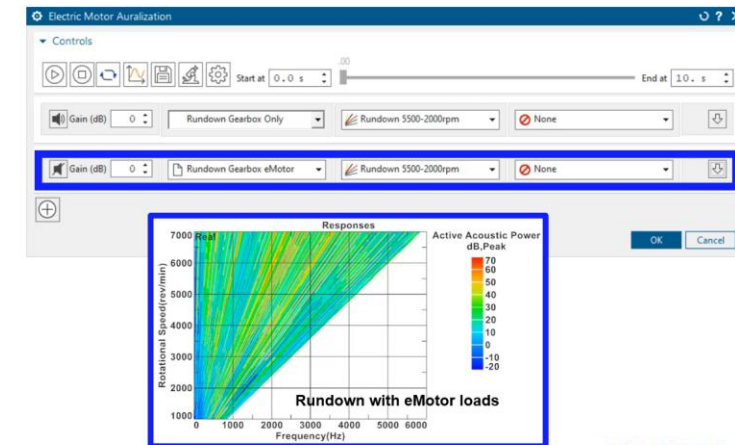 Electric Motor Auralization
Controls
Start at 0.0 s .00 End at 10. s
Gain (dB) 0 Rundown Gearbox Only Rundown 5500-2000rpm None
Gain (dB) 0 Rundown Gearbox eMotor Rundown 5500-2000rpm None
OK Cancel
Responses
Real
Active Acoustic Power
dB,Peak
70
60
50
40
30
20
10
0
-10
-20
Rotational Speed(rev/min)
7000
6000
5000
4000
3000
2000
1000
Rundown with eMotor loads
0 1000 2000 3000 4000 5000 6000
Frequency(Hz)